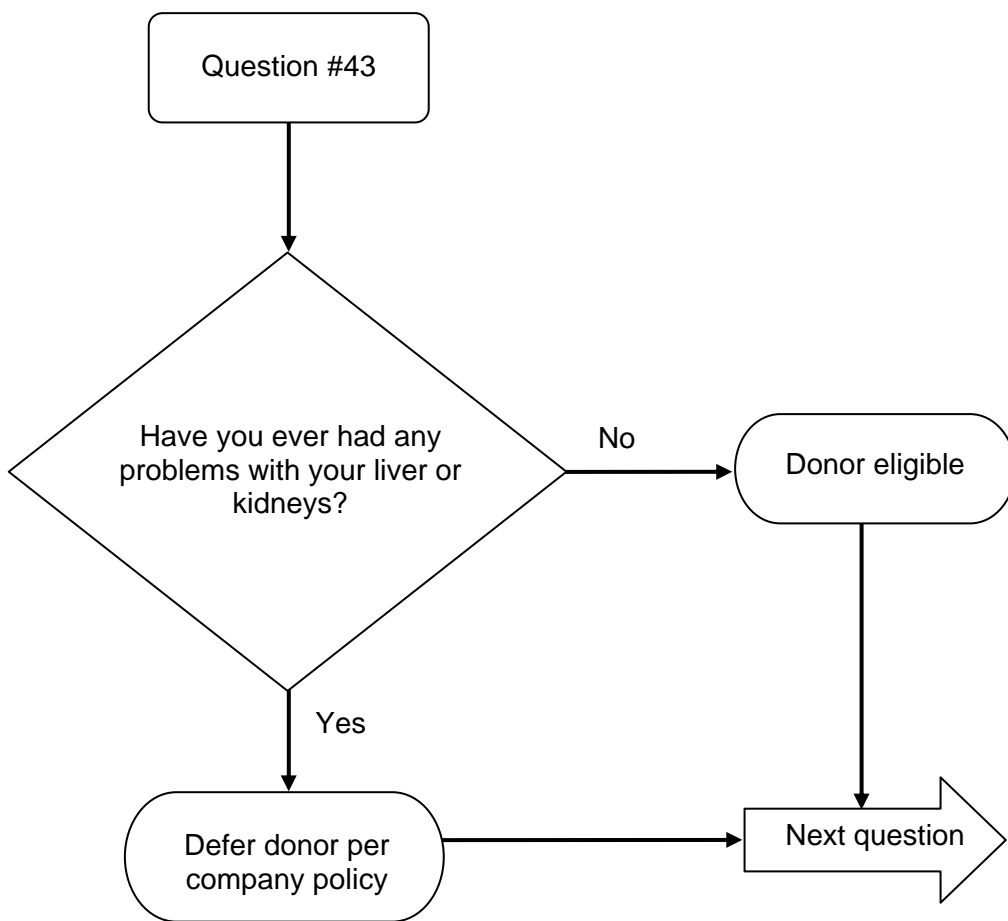 Question #43
Have you ever had any
problems with your liver or
kidneys?
No
Donor eligible
Yes
Defer donor per
company policy
Next question